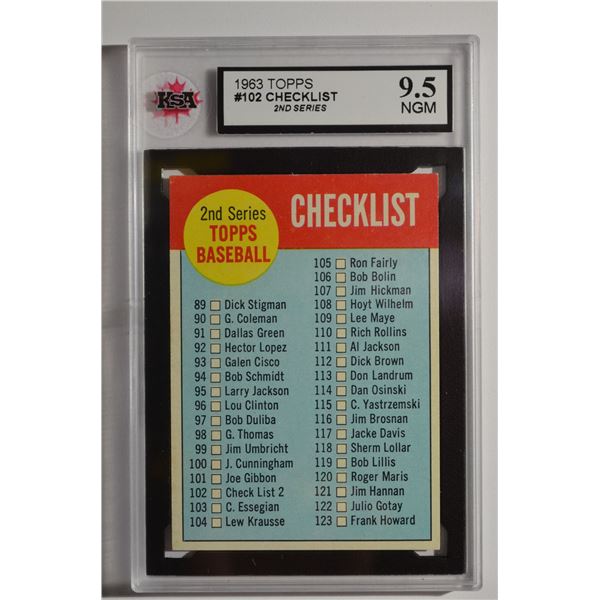 KSA
1963 TOPPS
#102 CHECKLIST
2ND SERIES
9.5
NGM
2nd Series
TOPPS
BASEBALL
CHECKLIST
89 Dick Stigman
90 G. Coleman
91 Dallas Green
92 Hector Lopez
93 Galen Cisco
94 Bob Schmidt
95 Larry Jackson
96 Lou Clinton
97 Bob Duliba
98 G. Thomas
99 Jim Umbricht
100 J. Cunningham
101 Joe Gibbon
102 Check List 2
103 C. Essegian
104 Lew Krausse
105 Ron Fairly
106 Bob Bolin
107 Jim Hickman
108 Hoyt Wilhelm
109 Lee Maye
110 Rich Rollins
111 Al Jackson
112 Dick Brown
113 Don Landrum
114 Dan Osinski
115 C. Yastrzemski
116 Jim Brosnan
117 Jacke Davis
118 Sherm Lollar
119 Bob Lillis
120 Roger Maris
121 Jim Hannan
122 Julio Gotay
123 Frank Howard